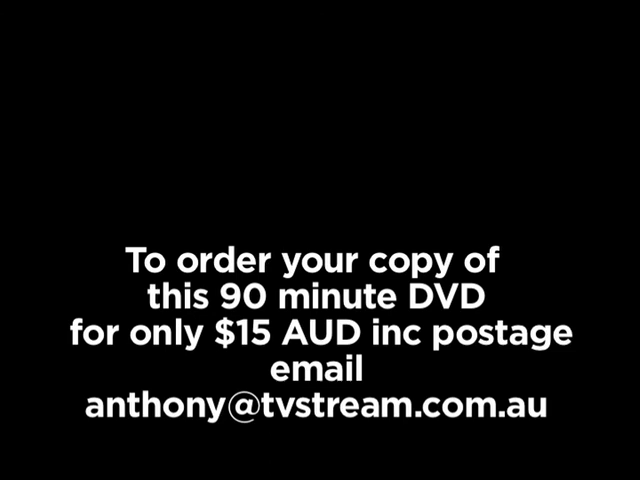 To order your copy of
this 90 minute DVD
for only $15 AUD inc postage
email
anthony@tvstream.com.au